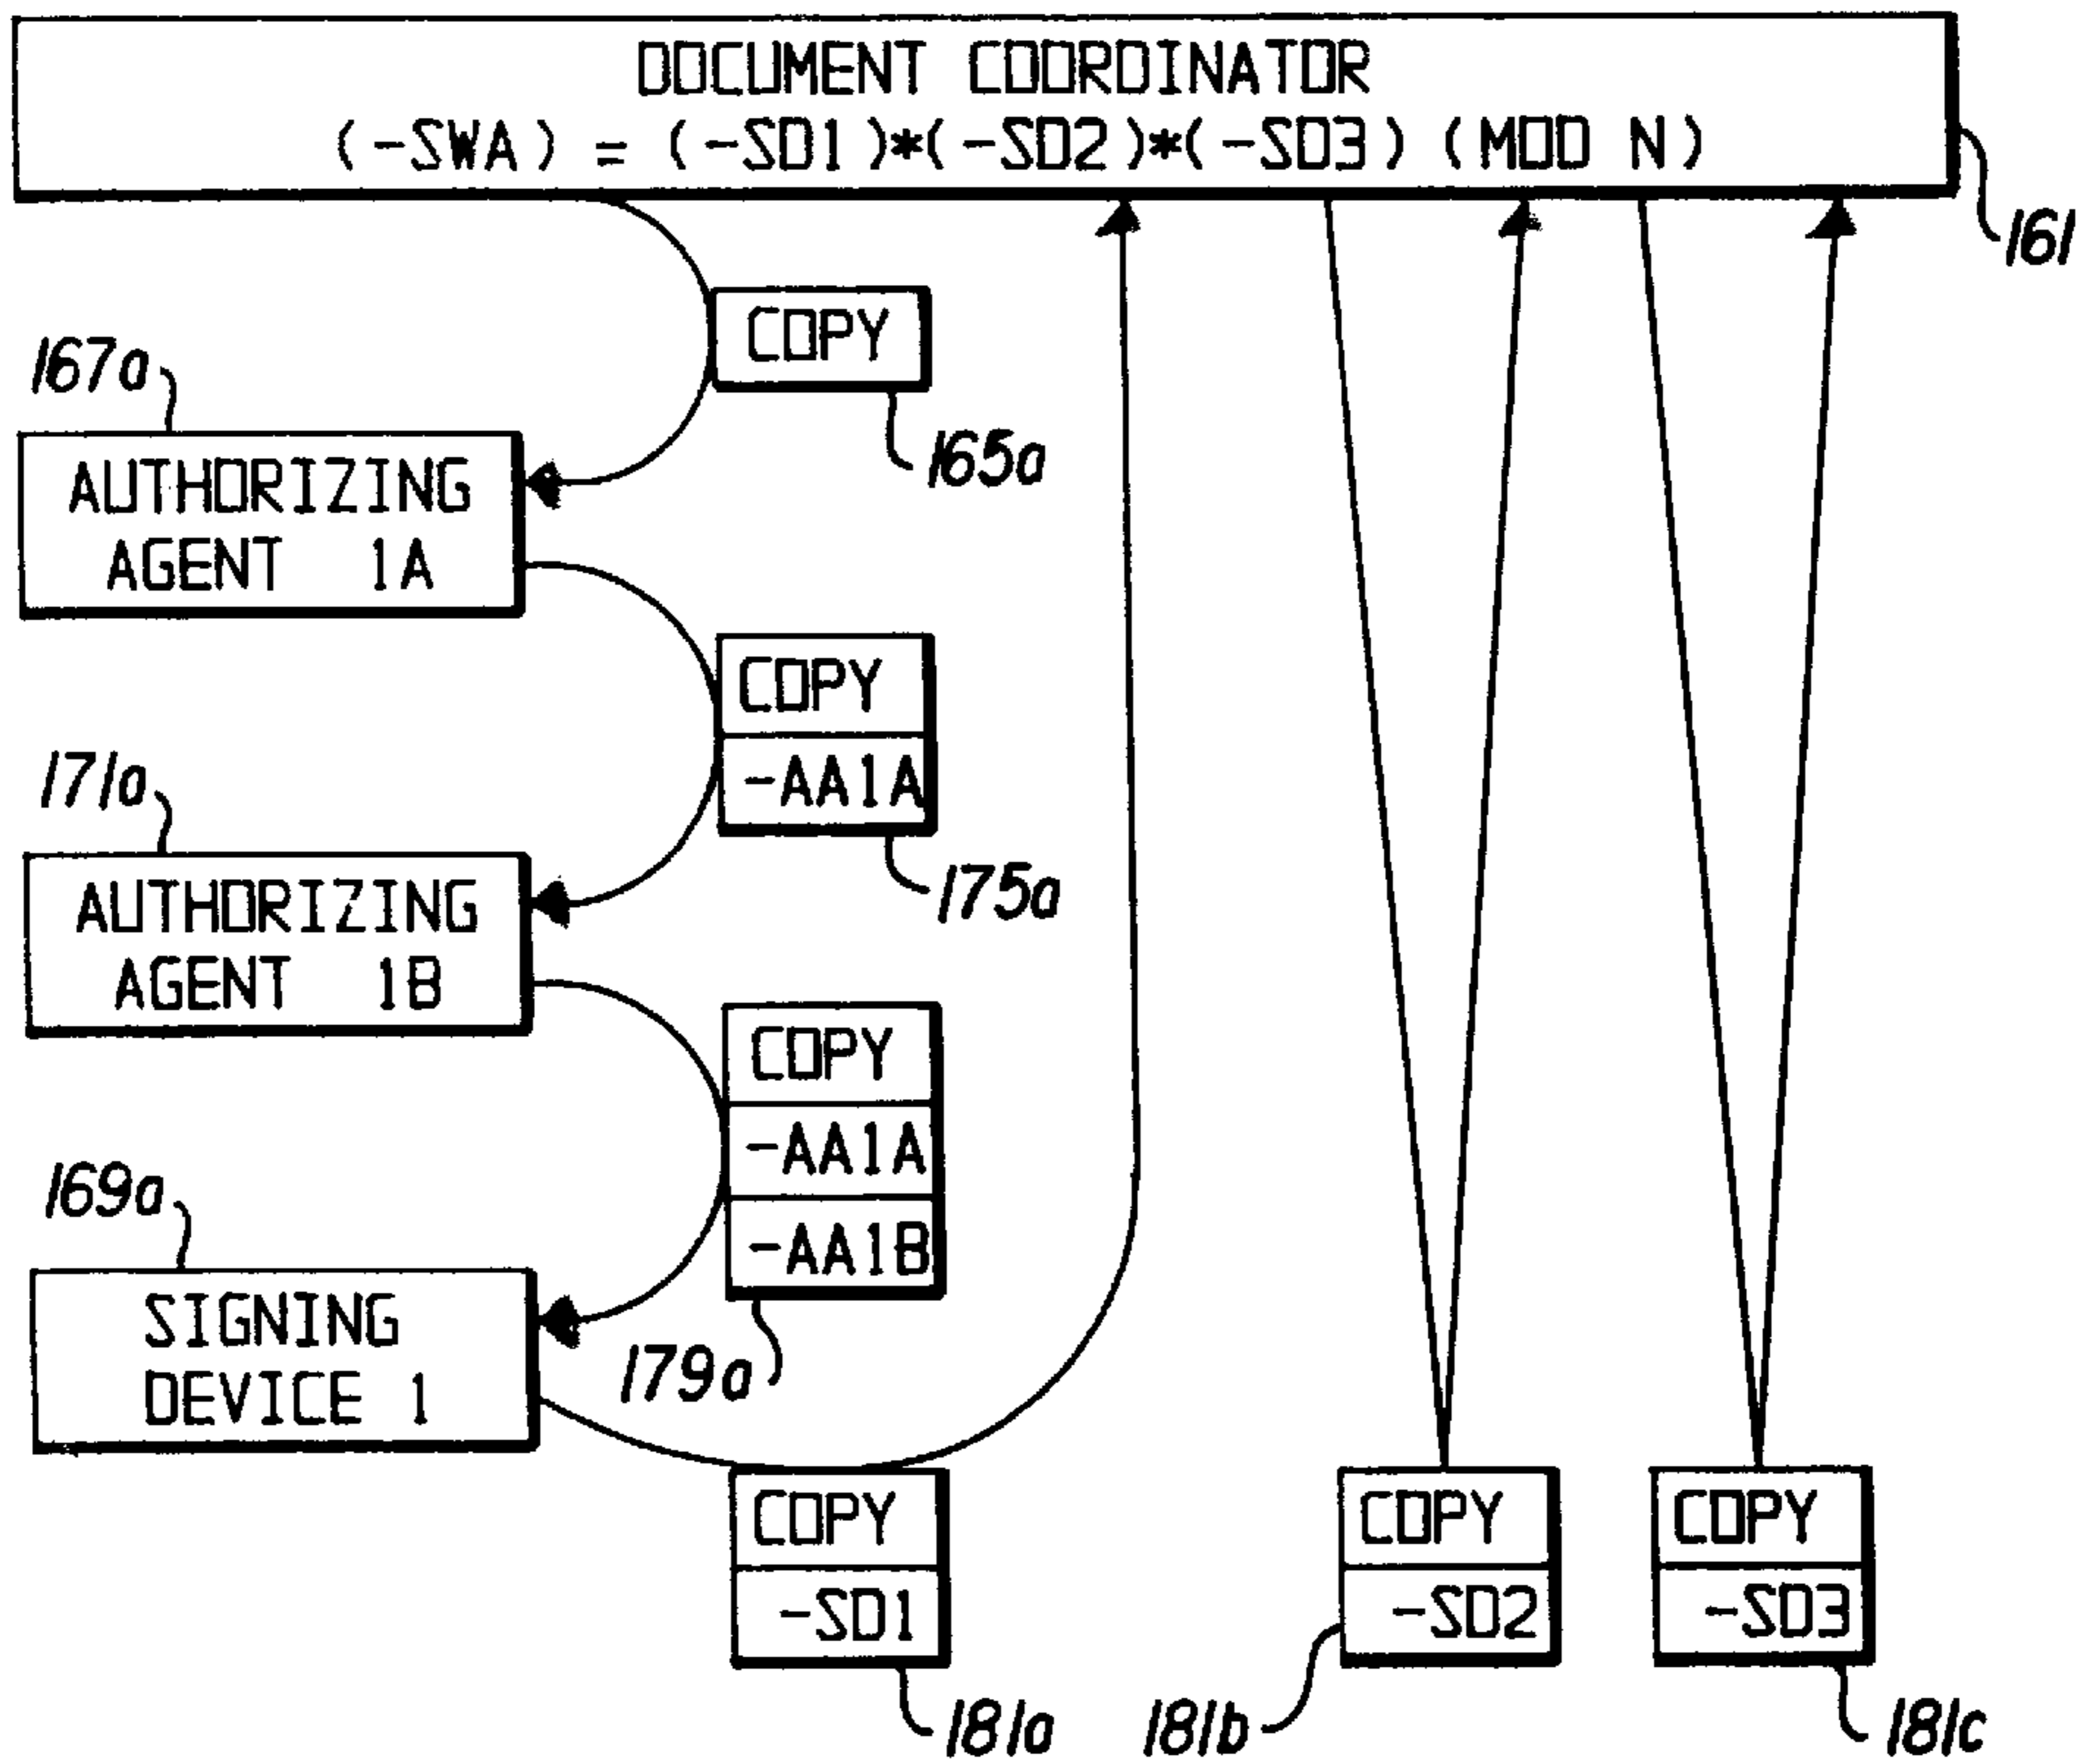 DOCUMENT COORDINATOR
(-SWA) = (-SD1)*(-SD2)*(-SD3) (MOD N)
161
COPY
165a
167a
AUTHORIZING
AGENT 1A
COPY
-AA1A
175a
171a
AUTHORIZING
AGENT 1B
COPY
-AA1A
-AA1B
179a
169a
SIGNING
DEVICE 1
COPY
-SD1
181a
COPY
-SD2
181b
COPY
-SD3
181c